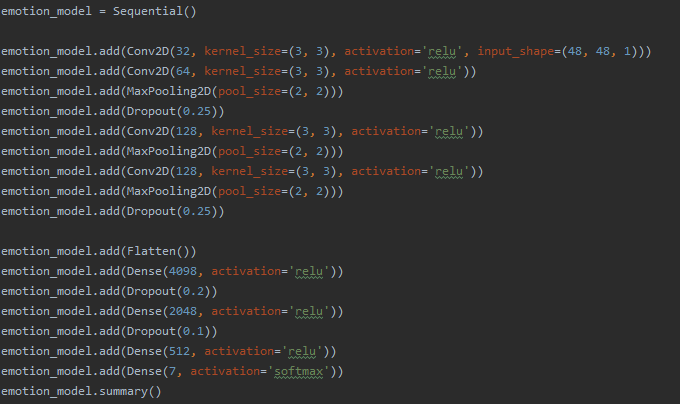 emotion_model = Sequential()
emotion_model.add(Conv2D(32, kernel_size=(3, 3), activation='relu', input_shape=(48, 48, 1)))
emotion_model.add(Conv2D(64, kernel_size=(3, 3), activation='relu'))
emotion_model.add(MaxPooling2D(pool_size=(2, 2)))
emotion_model.add(Dropout(0.25))
emotion_model.add(Conv2D(128, kernel_size=(3, 3), activation='relu'))
emotion_model.add(MaxPooling2D(pool_size=(2, 2)))
emotion_model.add(Conv2D(128, kernel_size=(3, 3), activation='relu'))
emotion_model.add(MaxPooling2D(pool_size=(2, 2)))
emotion_model.add(Dropout(0.25))
emotion_model.add(Flatten())
emotion_model.add(Dense(4098, activation='relu'))
emotion_model.add(Dropout(0.2))
emotion_model.add(Dense(2048, activation='relu'))
emotion_model.add(Dropout(0.1))
emotion_model.add(Dense(512, activation='relu'))
emotion_model.add(Dense(7, activation='softmax'))
emotion_model.summary()